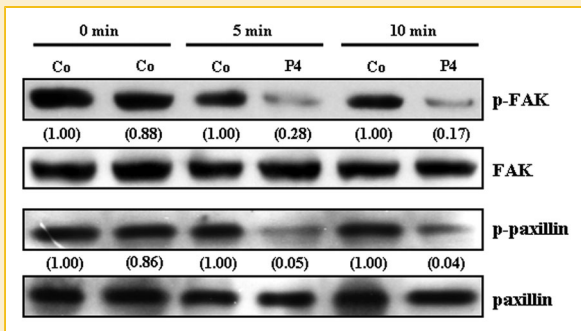 0 min 5 min 10 min
Co Co Co P4 Co P4
p-FAK
(1.00) (0.88) (1.00) (0.28) (1.00) (0.17)
FAK
p-paxillin
(1.00) (0.86) (1.00) (0.05) (1.00) (0.04)
paxillin